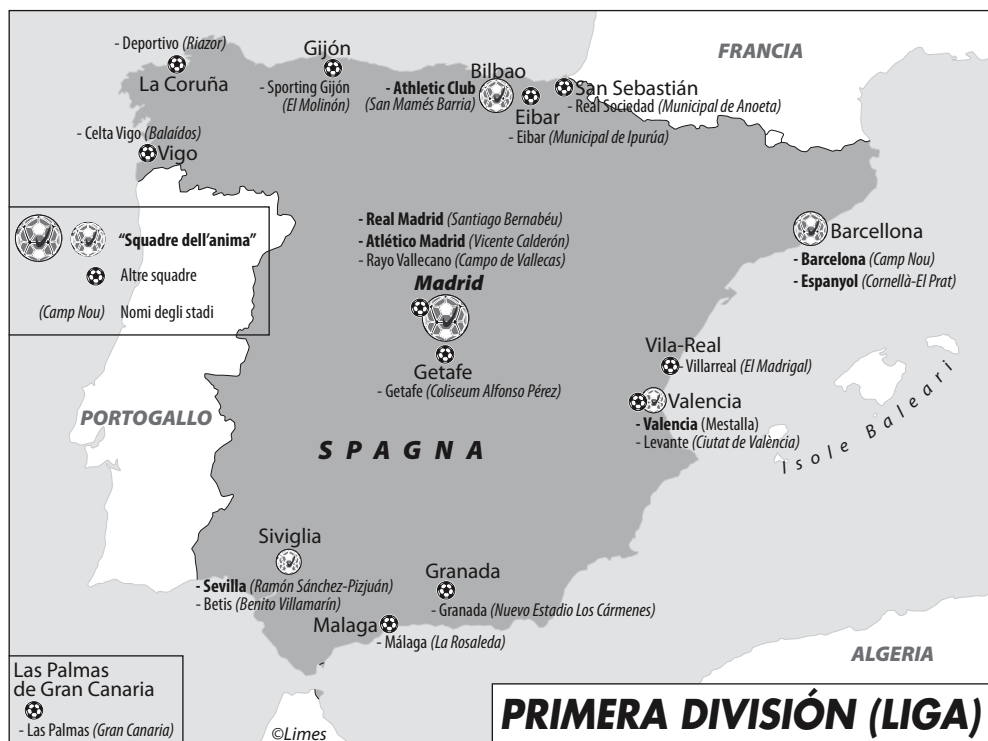 - Deportivo (Riazor)
La Coruña
Gijón
- Sporting Gijón
(El Molinón)
Bilbao
- Athletic Club
(San Mamés Barria)
Eibar
- Eibar (Municipal de Ipurúa)
San Sebastián
- Real Sociedad (Municipal de Anoeta)
FRANCIA
- Celta Vigo (Balaídos)
Vigo
"Squadre dell'anima"
Altre squadre
(Camp Nou) Nomi degli stadi
- Real Madrid (Santiago Bernabéu)
- Atlético Madrid (Vicente Calderón)
- Rayo Vallecano (Campo de Vallecas)
Madrid
Getafe
- Getafe (Coliseum Alfonso Pérez)
Barcellona
- Barcelona (Camp Nou)
- Espanyol (Cornellà-El Prat)
Vila-Real
- Villarreal (El Madrigal)
Valencia
- Valencia (Mestalla)
- Levante (Ciutat de València)
Isole Baleari
PORTOGALLO
SPAGNA
Siviglia
- Sevilla (Ramón Sánchez-Pizjuán)
- Betis (Benito Villamarín)
Granada
- Granada (Nuevo Estadio Los Cármenes)
Malaga
- Málaga (La Rosaleda)
ALGERIA
Las Palmas
de Gran Canaria
- Las Palmas (Gran Canaria)
©Limes
PRIMERA DIVISIÓN (LIGA)